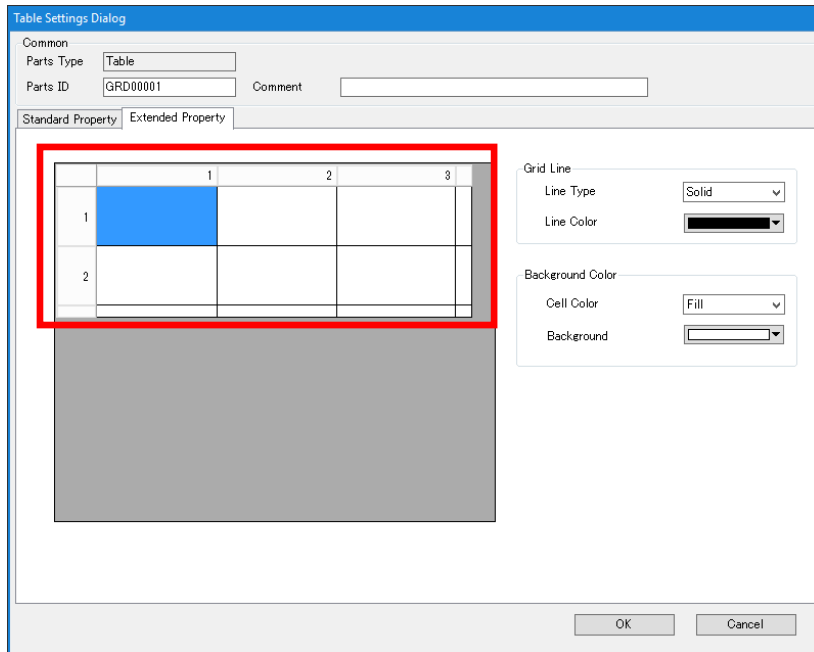 Table Settings Dialog
Common
Parts Type Table
Parts ID GRD00001 Comment
Standard Property Extended Property
1 2 3
1
2
Grid Line
Line Type Solid
Line Color
Background Color
Cell Color Fill
Background
OK Cancel